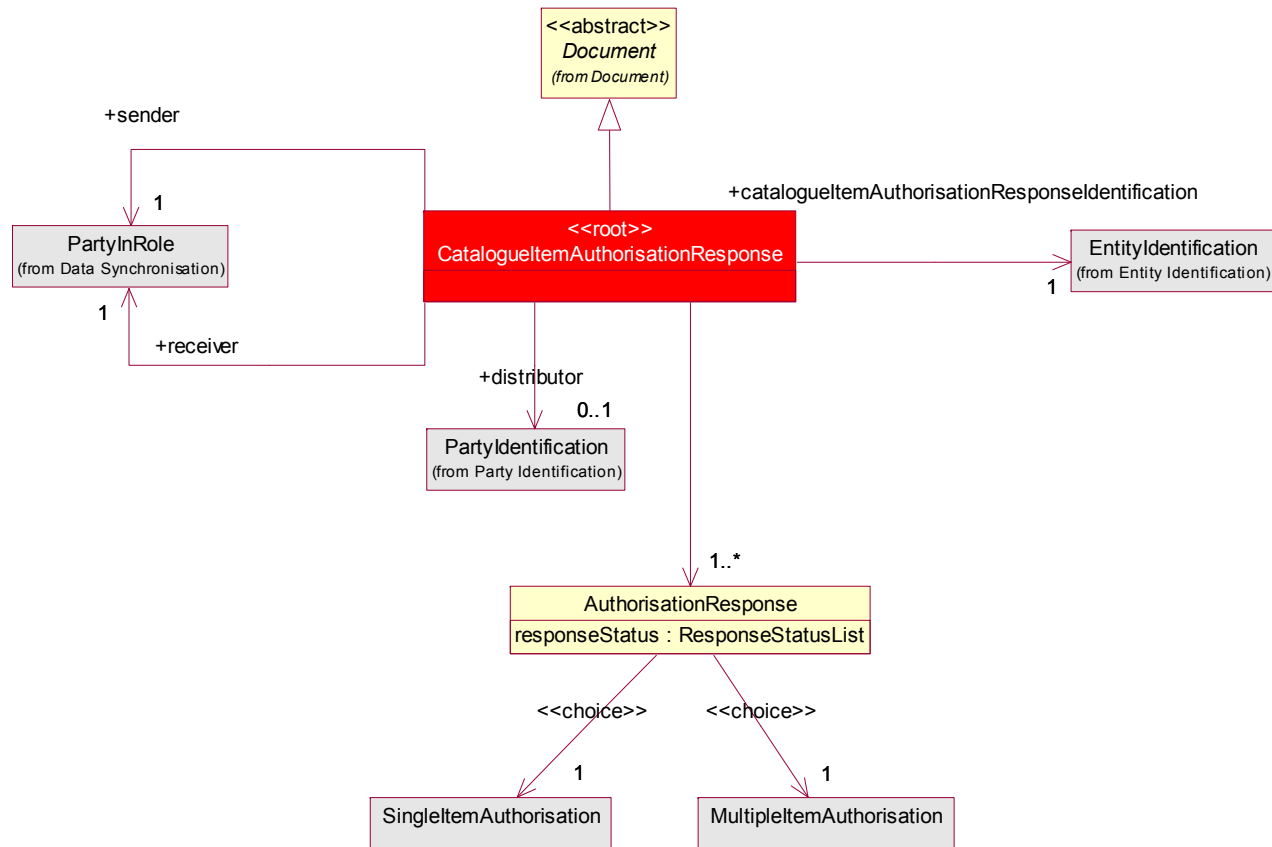 <<abstract>>
Document
(from Document)
+sender
+catalogueItemAuthorisationResponseIdentification
1
<<root>>
CatalogueItemAuthorisationResponse
PartyInRole
(from Data Synchronisation)
EntityIdentification
(from Entity Identification)
1
1
+receiver
+distributor
0..1
PartyIdentification
(from Party Identification)
1..*
AuthorisationResponse
responseStatus : ResponseStatusList
<<choice>>
<<choice>>
1
1
SingleItemAuthorisation
MultipleItemAuthorisation